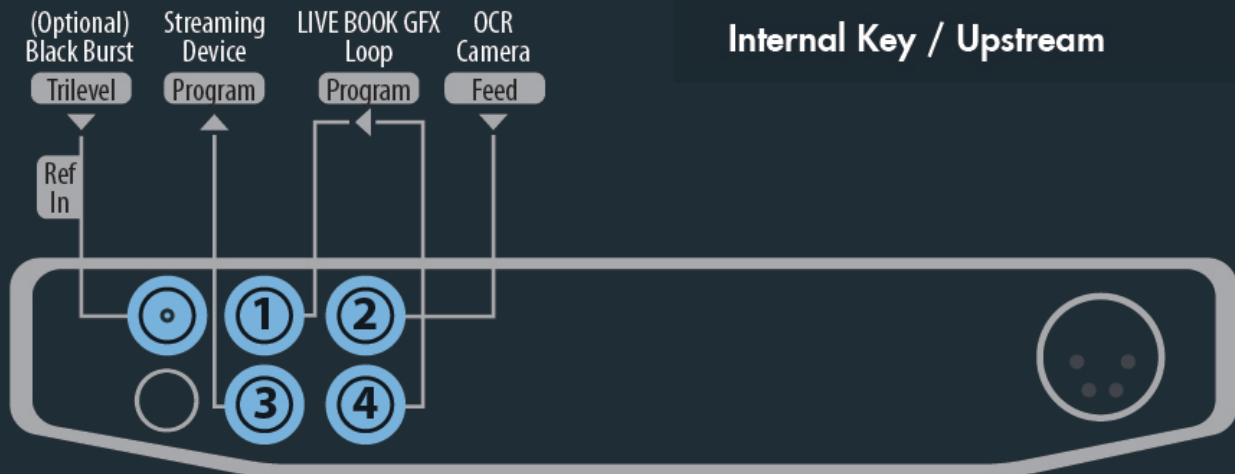 (Optional)
Black Burst
Trilevel
Streaming
Device
Program
LIVE BOOK GFX
Loop
Program
OCR
Camera
Feed
Internal Key / Upstream
Ref
In
1
2
3
4